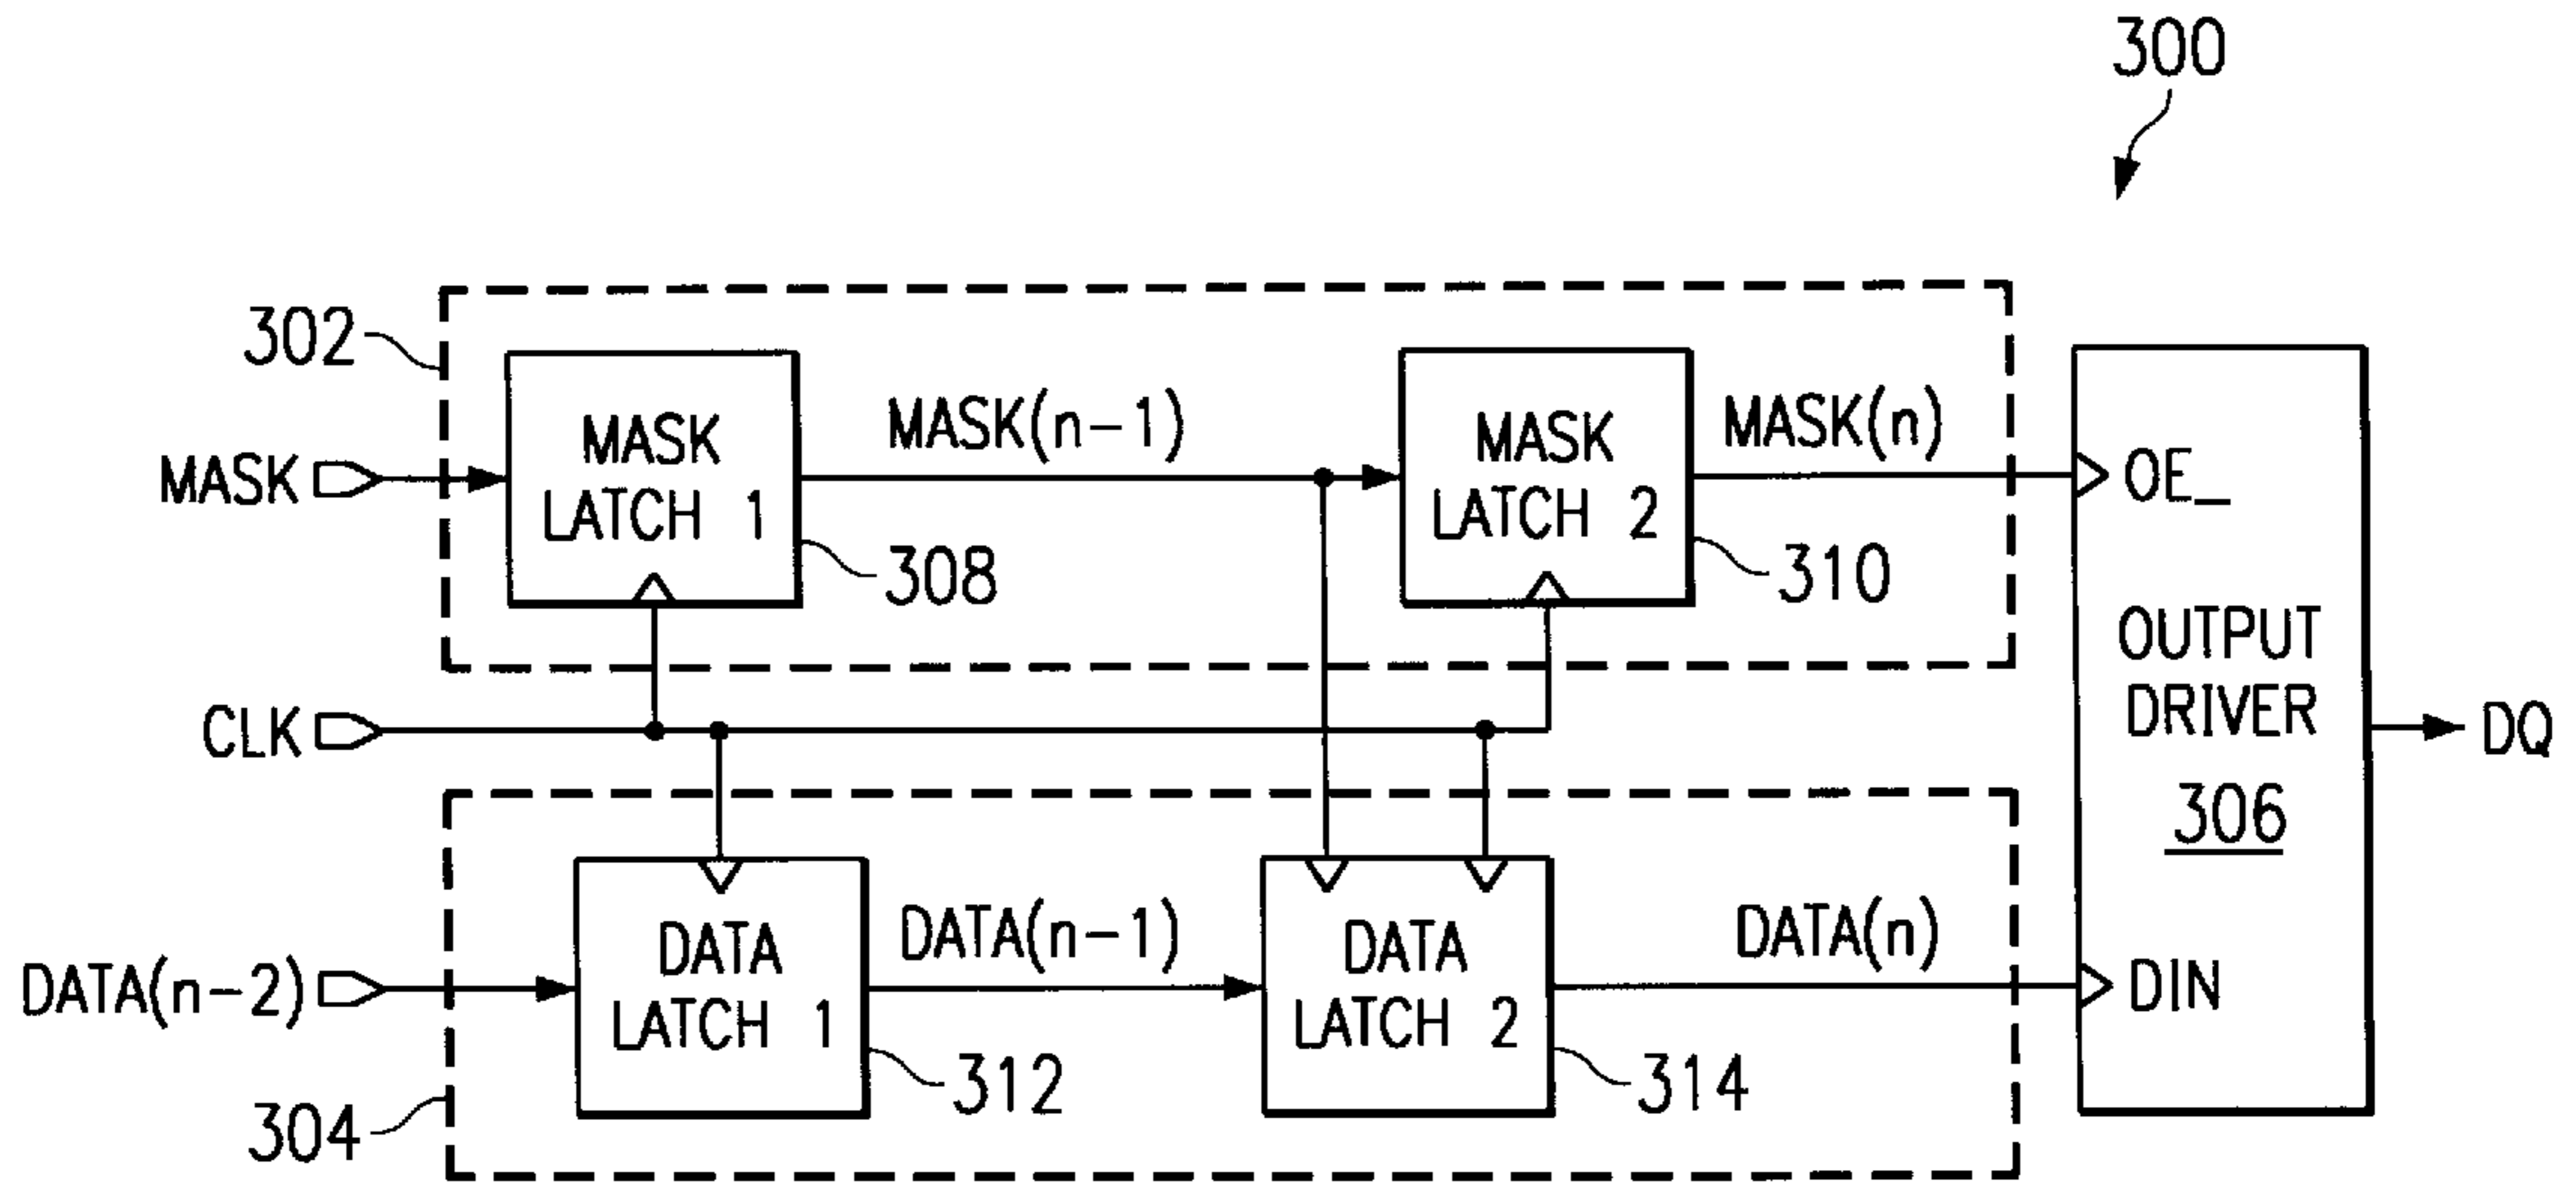 300
302
MASK
LATCH 1
MASK(n-1)
MASK
LATCH 2
MASK(n)
MASK
OE_
308
310
OUTPUT
DRIVER
306
CLK
DQ
DATA
LATCH 1
DATA(n-1)
DATA
LATCH 2
DATA(n)
DATA(n-2)
DIN
312
314
304